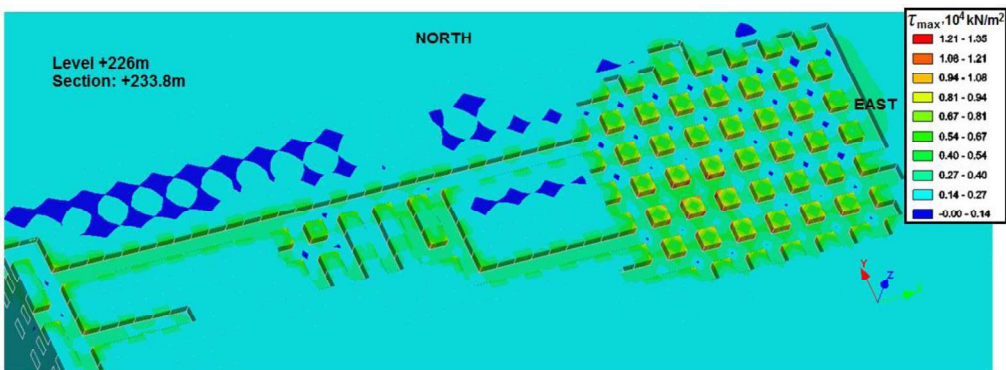 NORTH
Level +226m
Section: +233.8m
EAST
τmax, 10⁴ kN/m²
1.21 - 1.35
1.08 - 1.21
0.94 - 1.08
0.81 - 0.94
0.67 - 0.81
0.54 - 0.67
0.40 - 0.54
0.27 - 0.40
0.14 - 0.27
-0.00 - 0.14
Y
Z